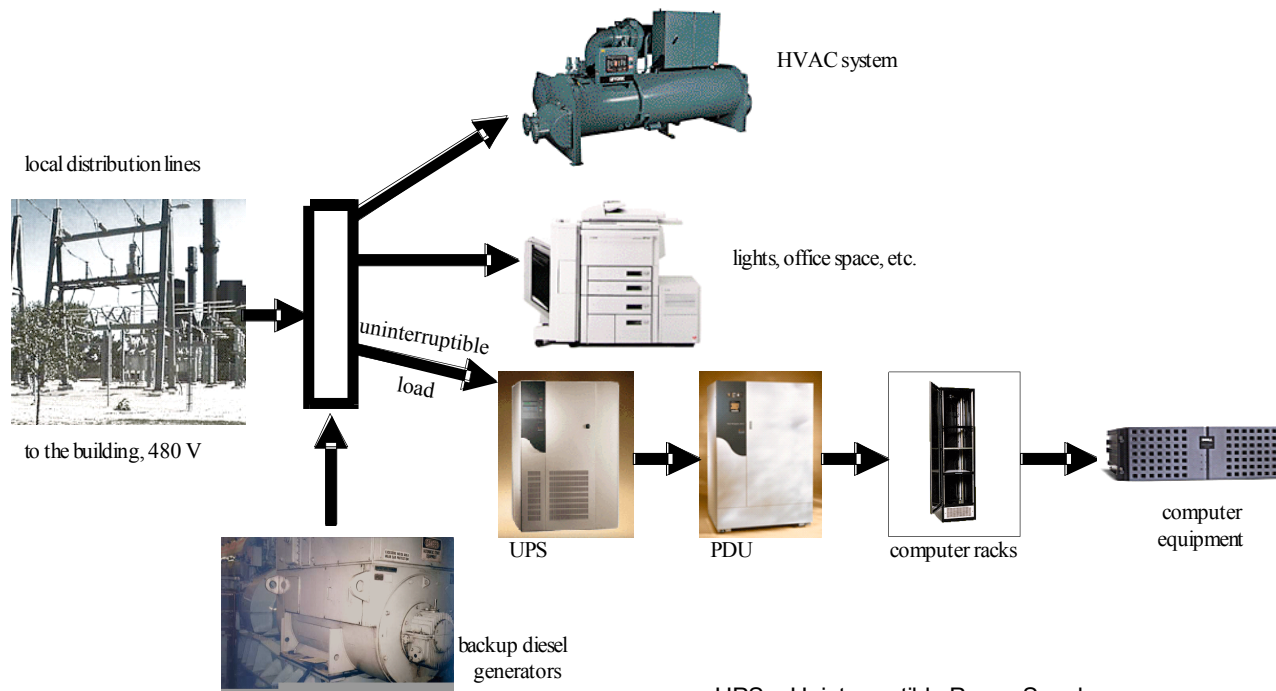 HVAC system
local distribution lines
lights, office space, etc.
uninterruptible
load
to the building, 480 V
UPS
PDU
computer racks
computer
equipment
backup diesel
generators